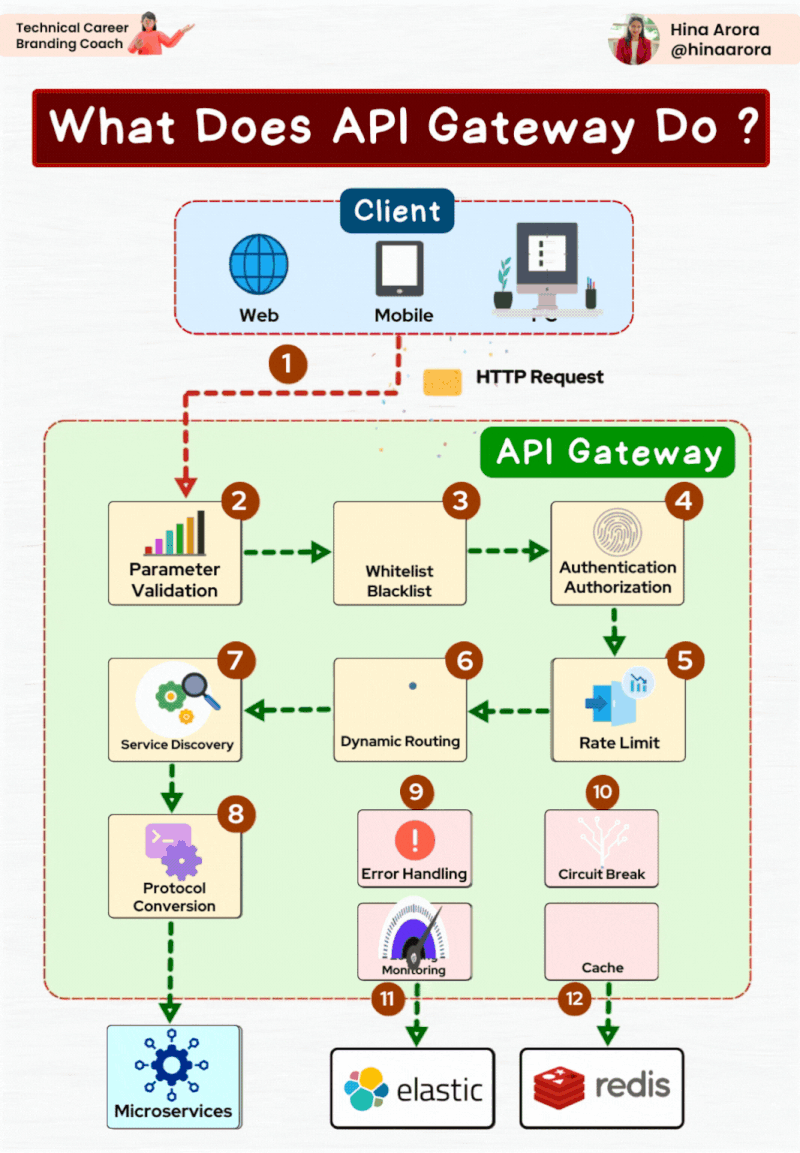 Technical Career
Branding Coach
Hina Arora
@hinaarora
What Does API Gateway Do ?
Client
Web
Mobile
1
HTTP Request
API Gateway
2
Parameter
Validation
3
Whitelist
Blacklist
4
Authentication
Authorization
7
Service Discovery
6
Dynamic Routing
5
Rate Limit
8
Protocol
Conversion
9
Error Handling
10
Circuit Break
Monitoring
Cache
11
12
Microservices
elastic
redis